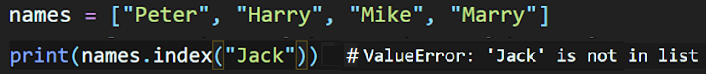 names = ["Peter", "Harry", "Mike", "Marry"]
print(names.index("Jack"))  #ValueError: 'Jack' is not in list